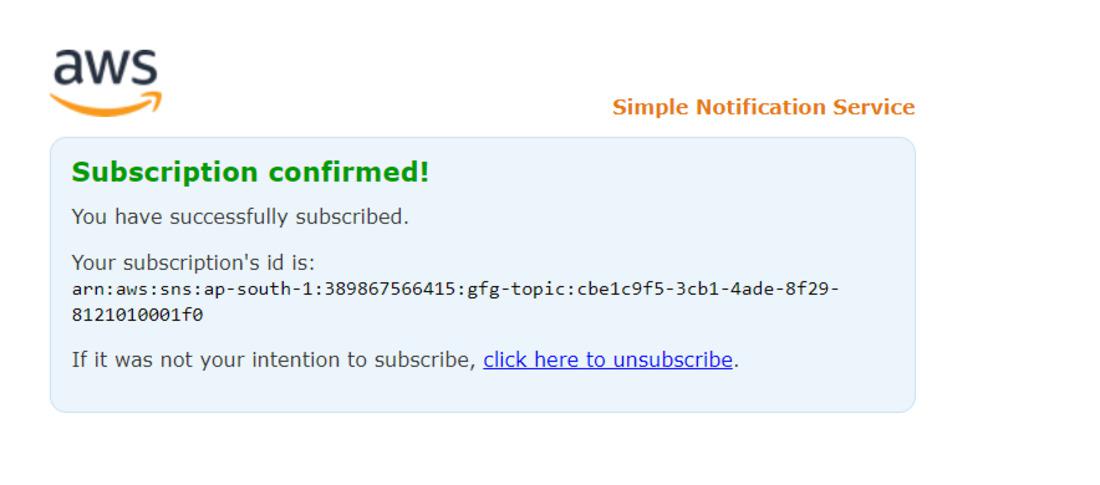 aws
Simple Notification Service
Subscription confirmed!
You have successfully subscribed.
Your subscription's id is:
arn:aws:sns:ap-south-1:389867566415:gfg-topic:cbe1c9f5-3cb1-4ade-8f29-
8121010001f0
If it was not your intention to subscribe, click here to unsubscribe.